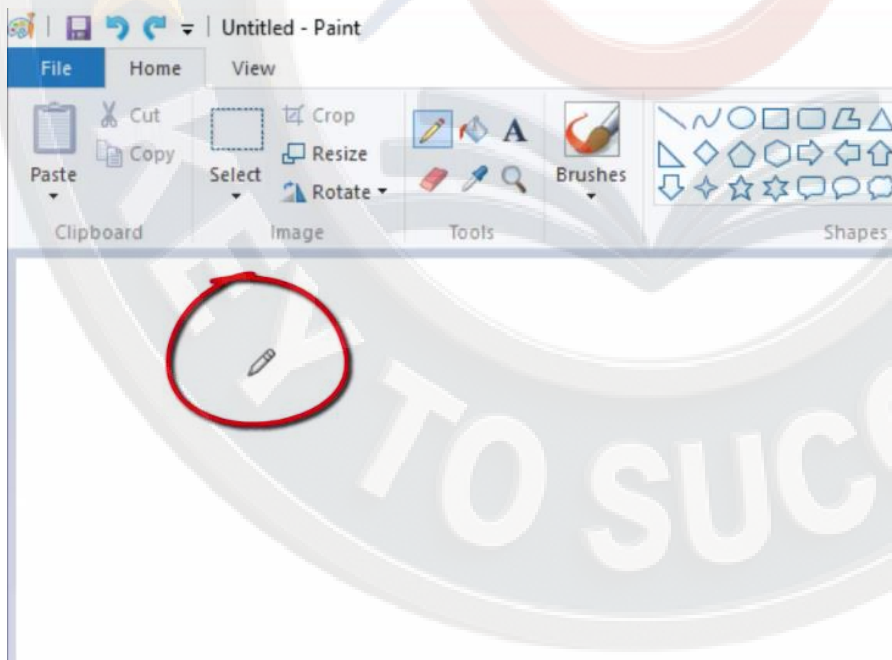 Untitled - Paint
File Home View
Cut
Copy
Paste
Clipboard
Select
Crop
Resize
Rotate
Image
A
Tools
Brushes
Shapes
KEY TO SUCC